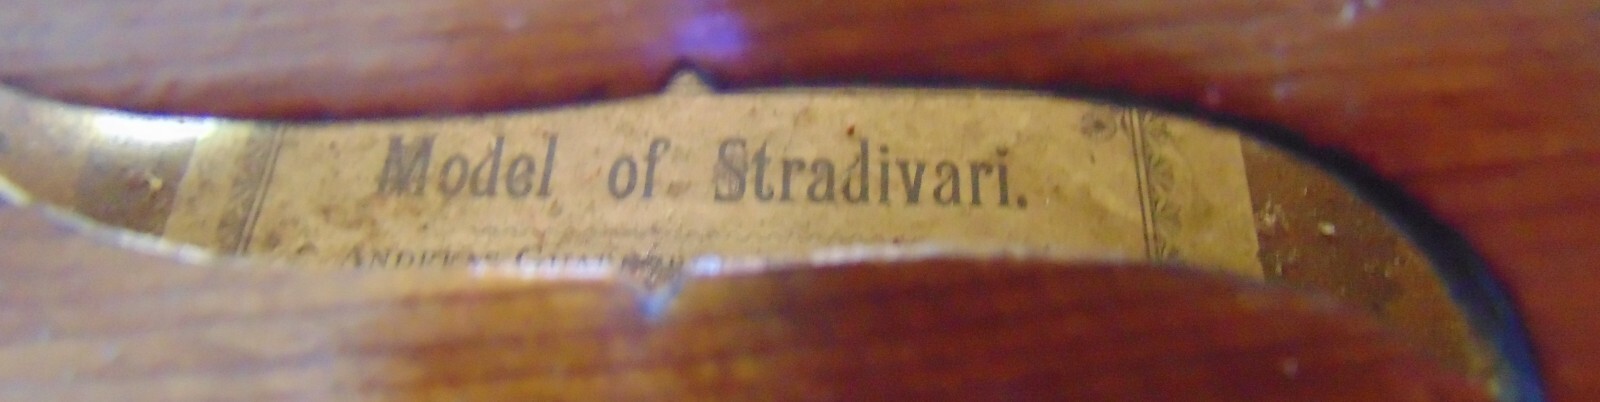 Model of Stradivari.